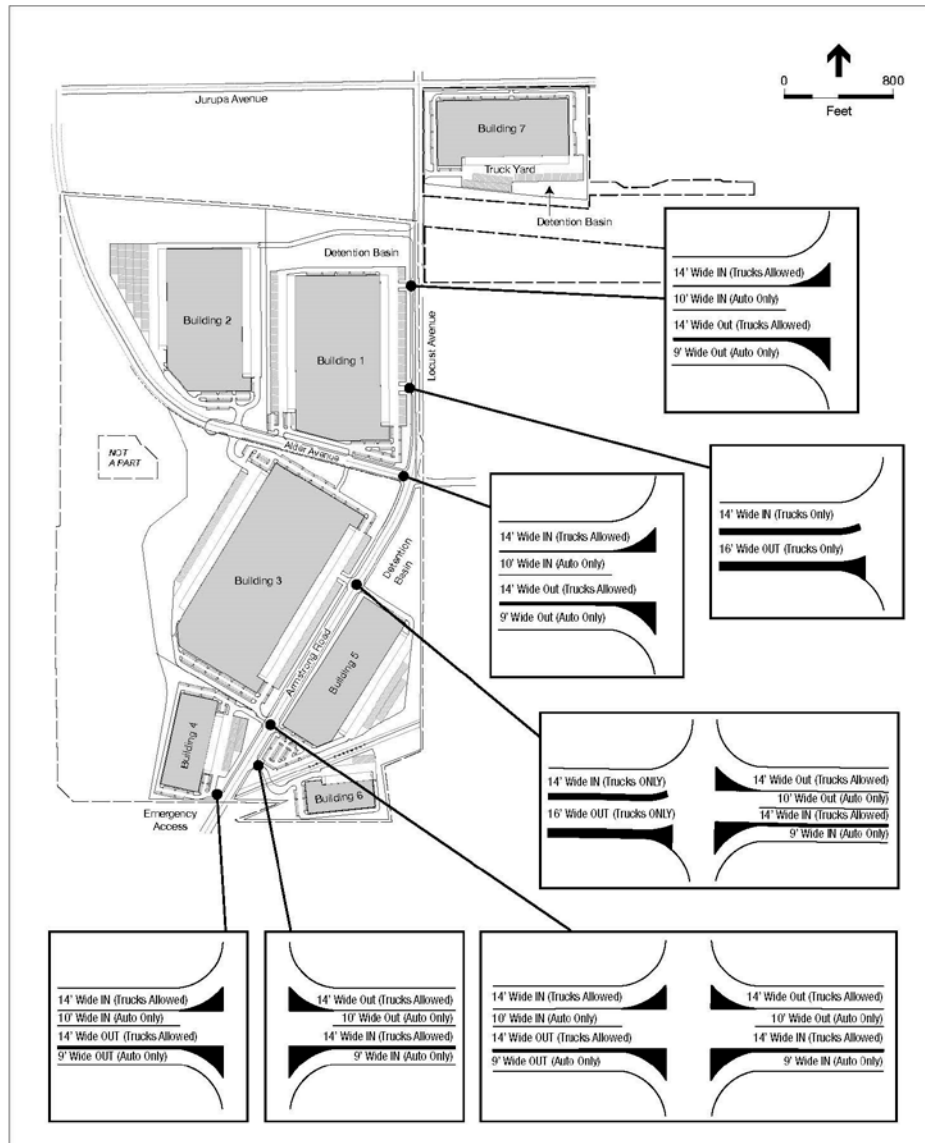 0 800
Feet
Jurupa Avenue
Building 7
Truck Yard
Detention Basin
Detention Basin
Building 2
Building 1
Locust Avenue
Alder Avenue
NOT
A PART
Building 3
Detention
Basin
Armstrong Road
Building 5
Building 4
Building 6
Emergency
Access
14' Wide IN (Trucks Allowed)
10' Wide IN (Auto Only)
14' Wide Out (Trucks Allowed)
9' Wide Out (Auto Only)
14' Wide IN (Trucks Only)
16' Wide OUT (Trucks Only)
14' Wide IN (Trucks Allowed)
10' Wide IN (Auto Only)
14' Wide Out (Trucks Allowed)
9' Wide Out (Auto Only)
14' Wide IN (Trucks ONLY)
16' Wide OUT (Trucks ONLY)
14' Wide Out (Trucks Allowed)
10' Wide Out (Auto Only)
14' Wide IN (Trucks Allowed)
9' Wide IN (Auto Only)
14' Wide IN (Trucks Allowed)
10' Wide IN (Auto Only)
14' Wide OUT (Trucks Allowed)
9' Wide OUT (Auto Only)
14' Wide Out (Trucks Allowed)
10' Wide Out (Auto Only)
14' Wide IN (Trucks Allowed)
9' Wide IN (Auto Only)
14' Wide IN (Trucks Allowed)
10' Wide IN (Auto Only)
14' Wide OUT (Trucks Allowed)
9' Wide OUT (Auto Only)
14' Wide Out (Trucks Allowed)
10' Wide Out (Auto Only)
14' Wide IN (Trucks Allowed)
9' Wide IN (Auto Only)